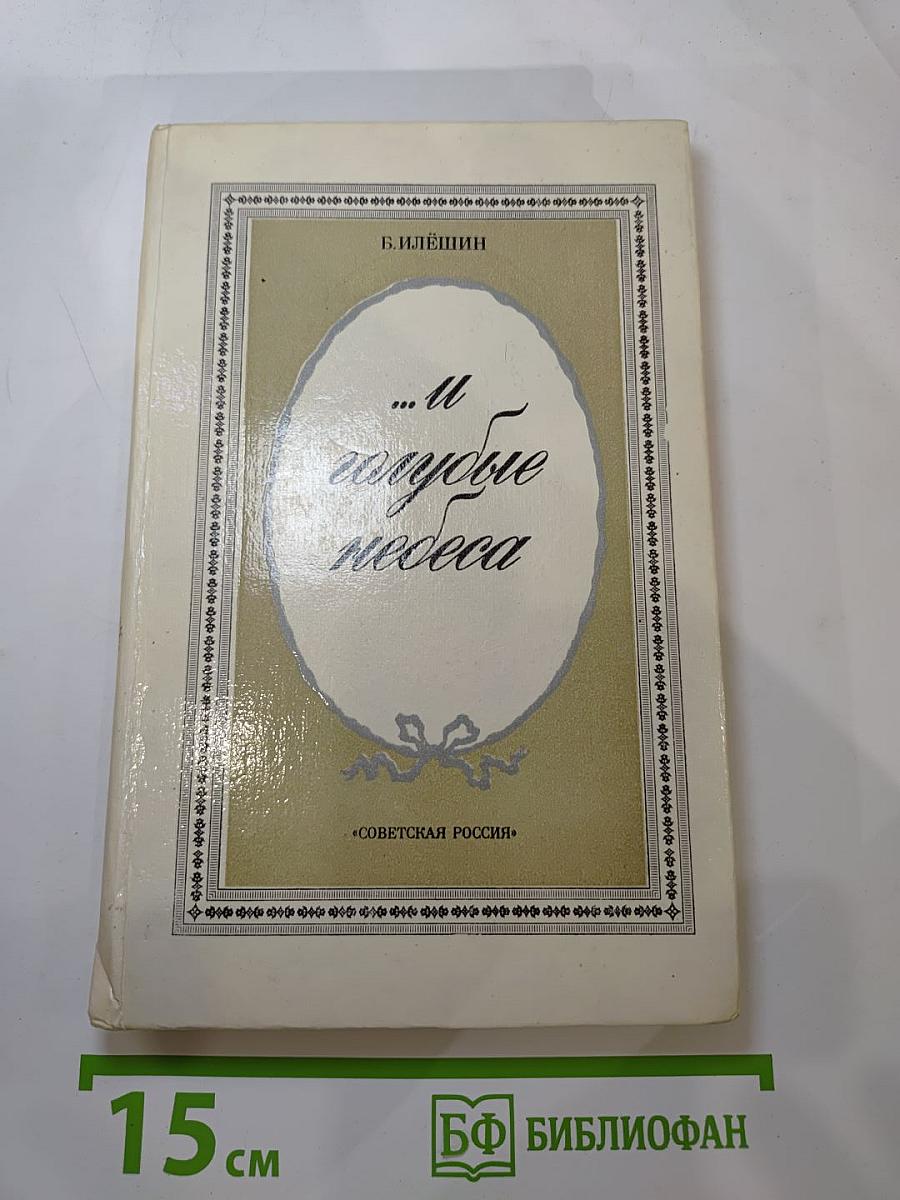 Б. ИЛЁШИН
...и
голубые
небеса
«СОВЕТСКАЯ РОССИЯ»
15 см
БФ БИБЛИОФАН